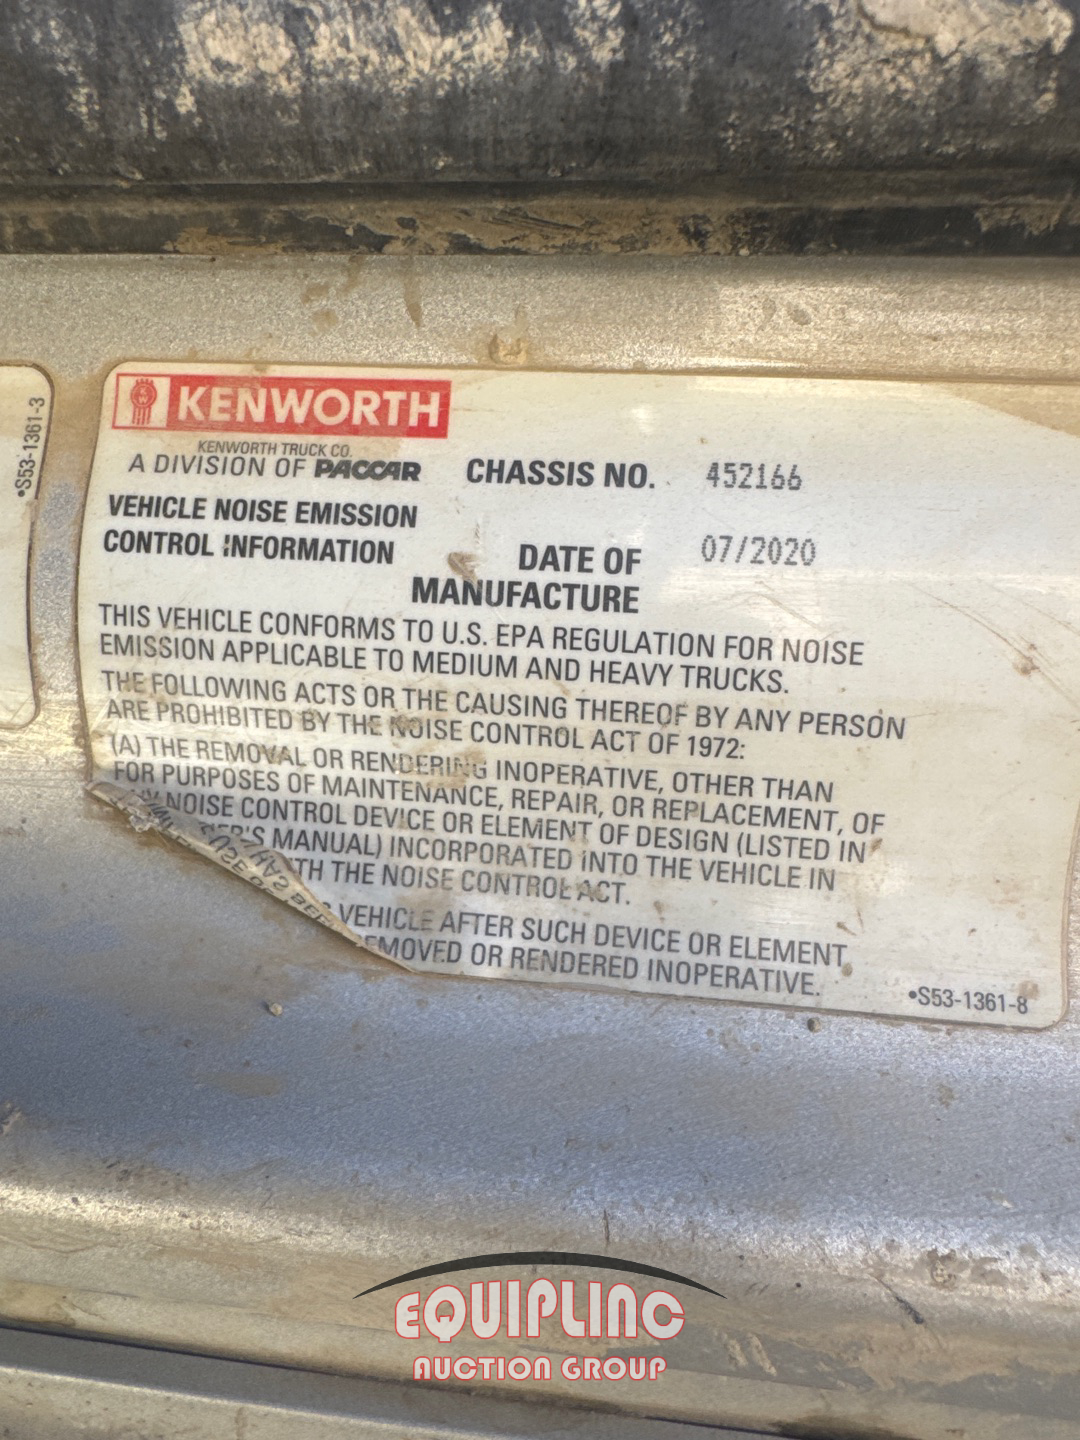 •S53-1361-3
KENWORTH
KENWORTH TRUCK CO.
A DIVISION OF PACCAR
CHASSIS NO. 452166
VEHICLE NOISE EMISSION
CONTROL INFORMATION
DATE OF 07/2020
MANUFACTURE
THIS VEHICLE CONFORMS TO U.S. EPA REGULATION FOR NOISE
EMISSION APPLICABLE TO MEDIUM AND HEAVY TRUCKS.
THE FOLLOWING ACTS OR THE CAUSING THEREOF BY ANY PERSON
ARE PROHIBITED BY THE NOISE CONTROL ACT OF 1972:
(A) THE REMOVAL OR RENDERING INOPERATIVE, OTHER THAN
FOR PURPOSES OF MAINTENANCE, REPAIR, OR REPLACEMENT, OF
NOISE CONTROL DEVICE OR ELEMENT OF DESIGN (LISTED IN
MANUAL) INCORPORATED INTO THE VEHICLE IN
THE NOISE CONTROL ACT.
VEHICLE AFTER SUCH DEVICE OR ELEMENT
OR RENDERED INOPERATIVE.
•S53-1361-8
EQUIPLINC
AUCTION GROUP